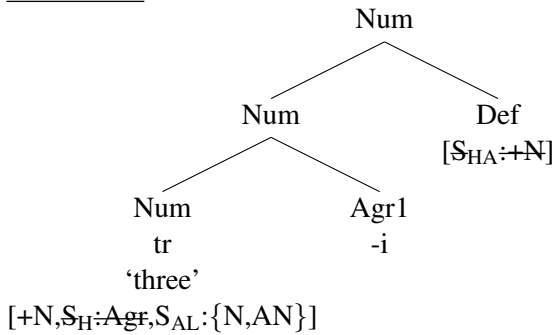 Num
Num Def
[S_HA:+N]
Num Agr1
tr -i
‘three’
[+N,S_H:Agr,S_AL:{N,AN}]